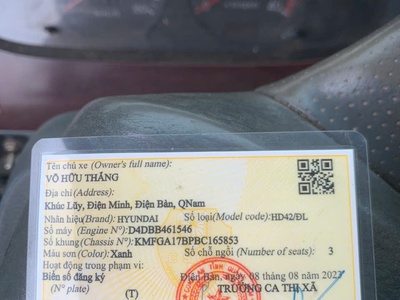 Tên chủ xe (Owner's full name):
VÕ HỮU THẮNG
Địa chỉ (Address):
Khúc Lũy, Điện Minh, Điện Bàn, QNam
Nhãn hiệu(Brand): HYUNDAI Số loại(Model code):HD42/ĐL
Số máy (Engine N°):D4DBB461546
Số khung(Chassis N°):KMFGA17BPBC165853
Màu sơn(Color):Xanh Số chỗ ngồi (Number of seats): 3
Hoạt động trong phạm vi:
Biển số đăng ký Điện Bàn, ngày 08 tháng 08 năm 2023
(N° plate) (T) TRƯỞNG CA THỊ XÃ